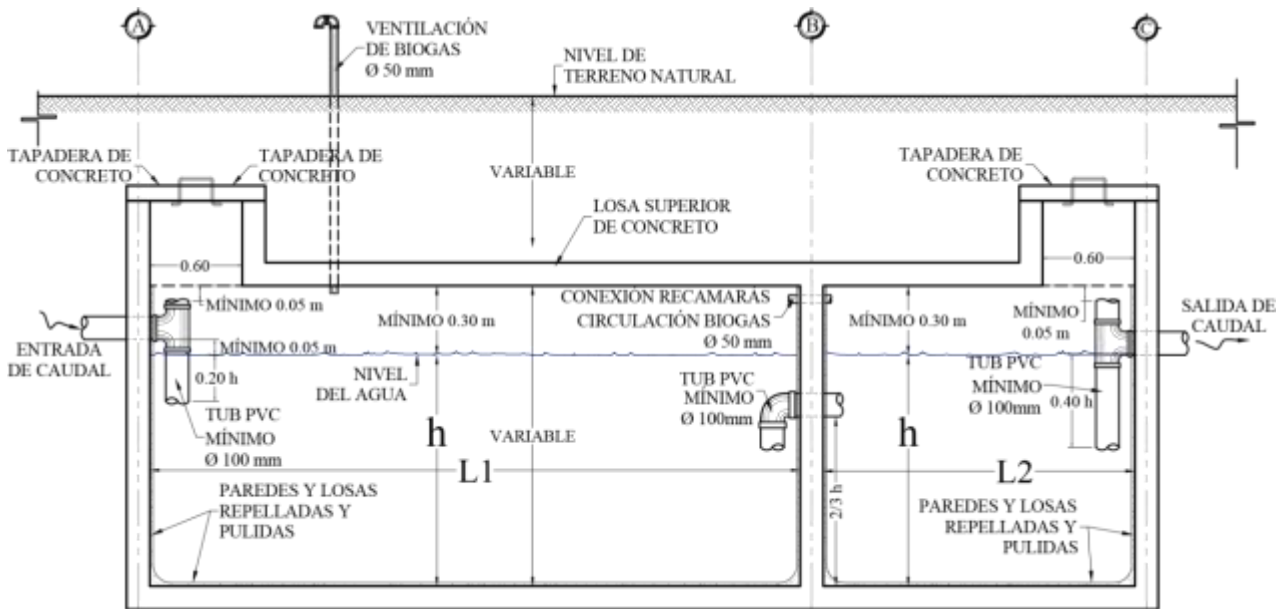 A
B
C
VENTILACIÓN
DE BIOGAS
Ø 50 mm
NIVEL DE
TERRENO NATURAL
TAPADERA DE
CONCRETO
TAPADERA DE
CONCRETO
VARIABLE
LOSA SUPERIOR
DE CONCRETO
TAPADERA DE
CONCRETO
0.60
0.60
MÍNIMO 0.05 m
MÍNIMO 0.30 m
CONEXIÓN RECAMARAS
CIRCULACIÓN BIOGAS
Ø 50 mm
MÍNIMO 0.30 m
MÍNIMO
0.05 m
SALIDA DE
CAUDAL
ENTRADA
DE CAUDAL
MÍNIMO 0.05 m
0.20 h
NIVEL
DEL AGUA
TUB PVC
MÍNIMO
Ø 100 mm
TUB PVC
MÍNIMO
Ø 100 mm
TUB PVC
MÍNIMO
Ø 100mm
0.40 h
h
VARIABLE
h
L1
L2
2/3 h
PAREDES Y LOSAS
REPELLADAS Y
PULIDAS
PAREDES Y LOSAS
REPELLADAS Y
PULIDAS